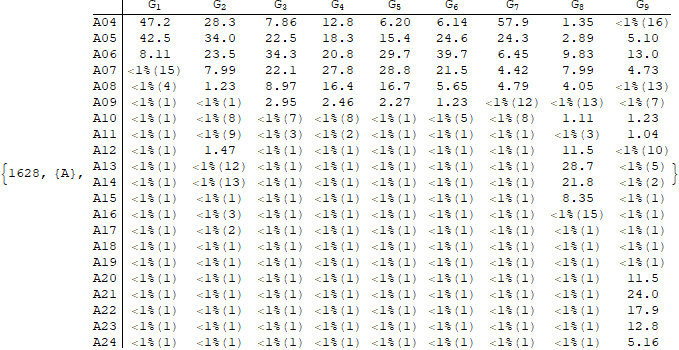 G1 G2 G3 G4 G5 G6 G7 G8 G9
A04 47.2 28.3 7.86 12.8 6.20 6.14 57.9 1.35 <1%(16)
A05 42.5 34.0 22.5 18.3 15.4 24.6 24.3 2.89 5.10
A06 8.11 23.5 34.3 20.8 29.7 39.7 6.45 9.83 13.0
A07 <1%(15) 7.99 22.1 27.8 28.8 21.5 4.42 7.99 4.73
A08 <1%(4) 1.23 8.97 16.4 16.7 5.65 4.79 4.05 <1%(13)
A09 <1%(1) <1%(1) 2.95 2.46 2.27 1.23 <1%(12) <1%(13) <1%(7)
A10 <1%(1) <1%(8) <1%(7) <1%(8) <1%(1) <1%(5) <1%(8) 1.11 1.23
A11 <1%(1) <1%(9) <1%(3) <1%(2) <1%(1) <1%(1) <1%(1) <1%(3) 1.04
A12 <1%(1) 1.47 <1%(1) <1%(1) <1%(1) <1%(1) <1%(1) 11.5 <1%(10)
{1628, {A}, A13 <1%(1) <1%(12) <1%(1) <1%(1) <1%(1) <1%(1) <1%(1) 28.7 <1%(5) }
A14 <1%(1) <1%(13) <1%(1) <1%(1) <1%(1) <1%(1) <1%(1) 21.8 <1%(2)
A15 <1%(1) <1%(1) <1%(1) <1%(1) <1%(1) <1%(1) <1%(1) 8.35 <1%(1)
A16 <1%(1) <1%(3) <1%(1) <1%(1) <1%(1) <1%(1) <1%(1) <1%(15) <1%(1)
A17 <1%(1) <1%(2) <1%(1) <1%(1) <1%(1) <1%(1) <1%(1) <1%(1) <1%(1)
A18 <1%(1) <1%(1) <1%(1) <1%(1) <1%(1) <1%(1) <1%(1) <1%(1) <1%(1)
A19 <1%(1) <1%(1) <1%(1) <1%(1) <1%(1) <1%(1) <1%(1) <1%(1) <1%(1)
A20 <1%(1) <1%(1) <1%(1) <1%(1) <1%(1) <1%(1) <1%(1) <1%(1) 11.5
A21 <1%(1) <1%(1) <1%(1) <1%(1) <1%(1) <1%(1) <1%(1) <1%(1) 24.0
A22 <1%(1) <1%(1) <1%(1) <1%(1) <1%(1) <1%(1) <1%(1) <1%(1) 17.9
A23 <1%(1) <1%(1) <1%(1) <1%(1) <1%(1) <1%(1) <1%(1) <1%(1) 12.8
A24 <1%(1) <1%(1) <1%(1) <1%(1) <1%(1) <1%(1) <1%(1) <1%(1) 5.16